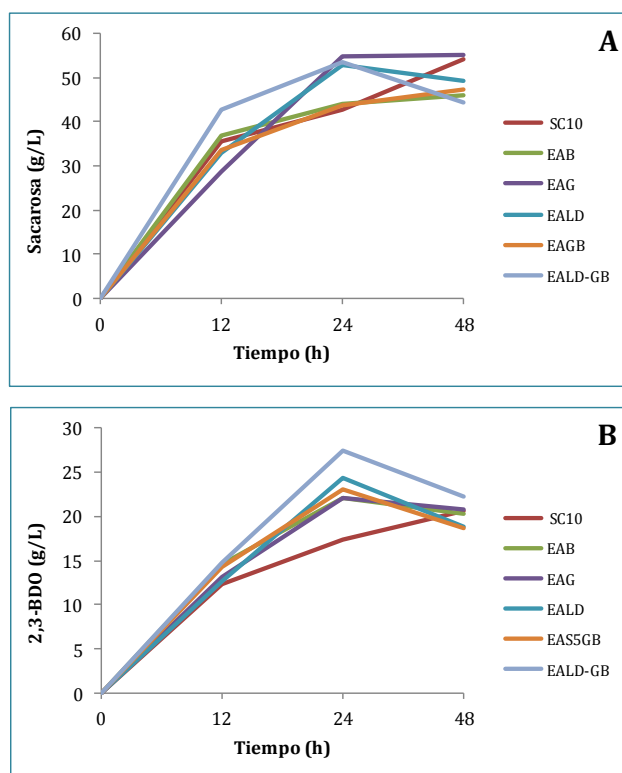 A
60
50
40
30
20
10
0
Sacarosa (g/L)
0 12 24 48
Tiempo (h)
SC10
EAB
EAG
EALD
EAGB
EALD-GB
B
30
25
20
15
10
5
0
2,3-BDO (g/L)
0 12 24 48
Tiempo (h)
SC10
EAB
EAG
EALD
EAS5GB
EALD-GB